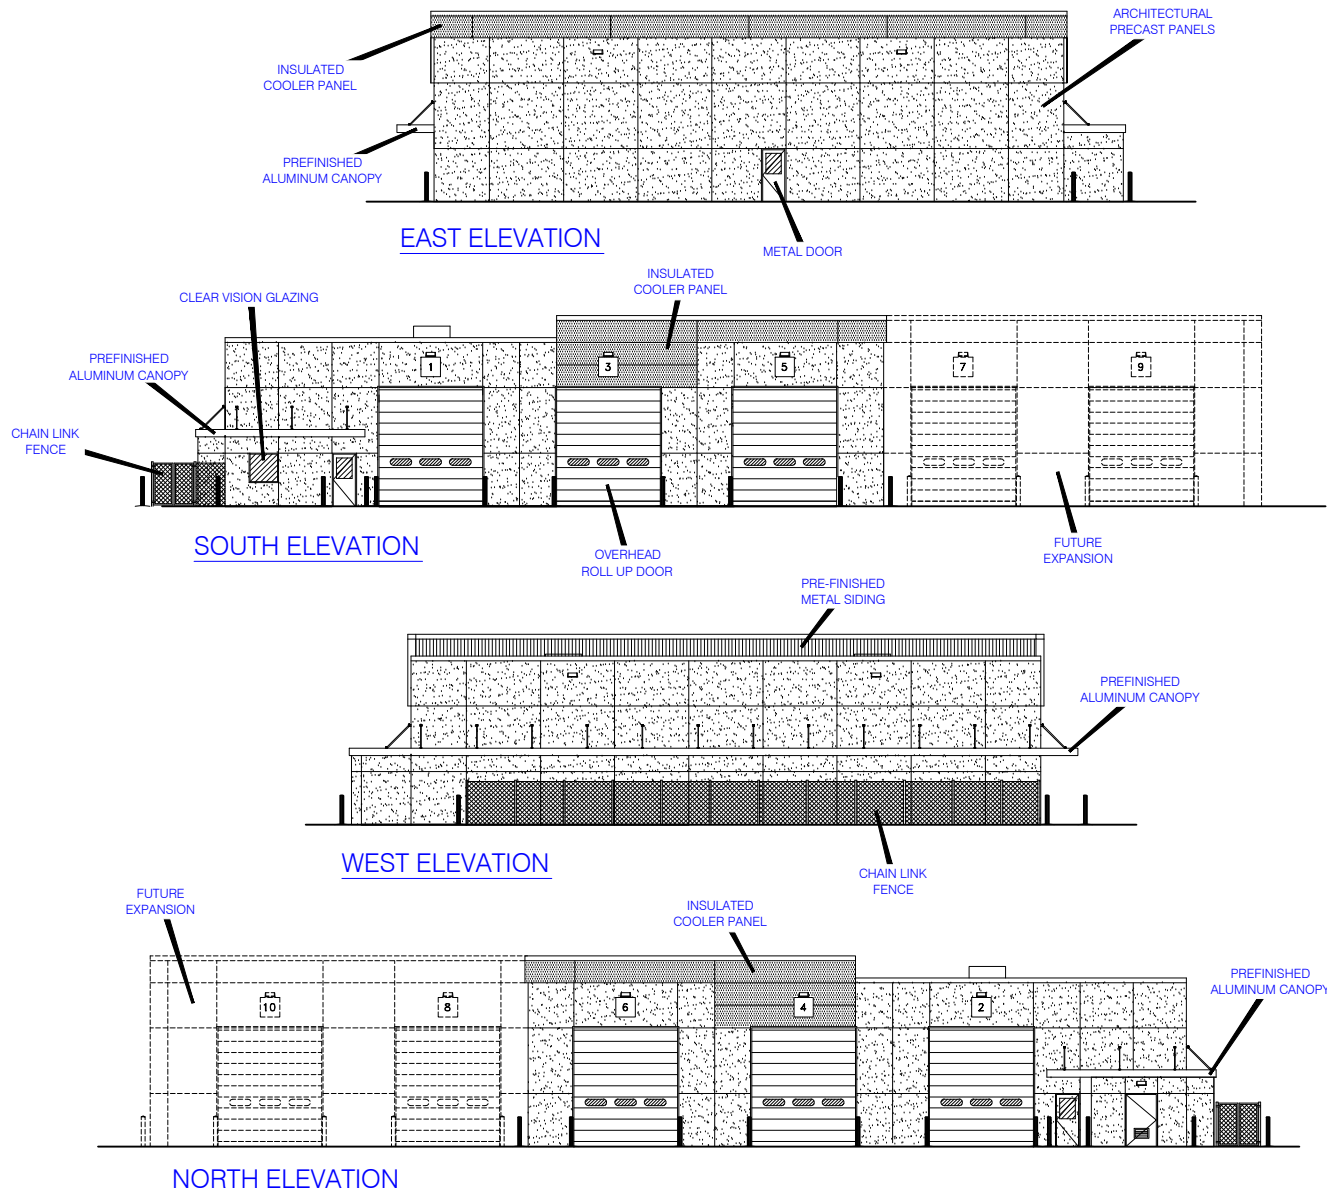 ARCHITECTURAL
PRECAST PANELS
INSULATED
COOLER PANEL
PREFINISHED
ALUMINUM CANOPY
METAL DOOR
EAST ELEVATION
INSULATED
COOLER PANEL
CLEAR VISION GLAZING
PREFINISHED
ALUMINUM CANOPY
CHAIN LINK
FENCE
1
3
5
7
9
SOUTH ELEVATION
OVERHEAD
ROLL UP DOOR
FUTURE
EXPANSION
PRE-FINISHED
METAL SIDING
PREFINISHED
ALUMINUM CANOPY
WEST ELEVATION
CHAIN LINK
FENCE
FUTURE
EXPANSION
INSULATED
COOLER PANEL
PREFINISHED
ALUMINUM CANOPY
10
8
6
4
2
NORTH ELEVATION